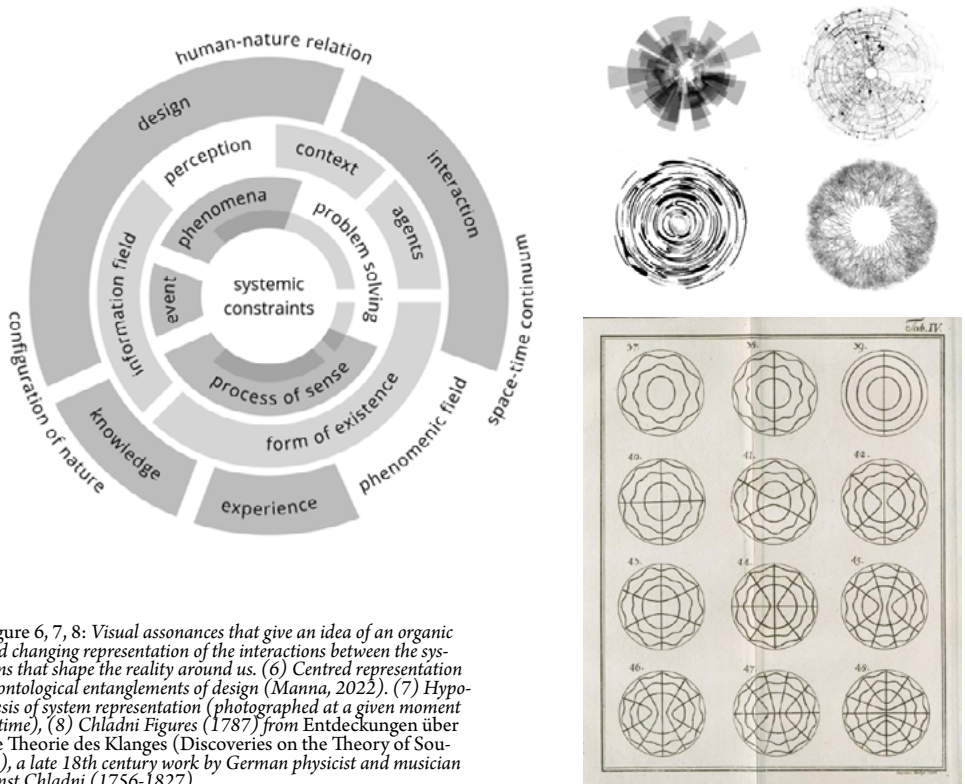 human-nature relation
design
interaction
perception
context
agents
phenomena
problem solving
information field
event
systemic
constraints
process of sense
form of existence
knowledge
experience
phenomenic field
configuration of nature
space-time continuum
Tab. IV.
37.
38.
39.
40.
41.
42.
43.
44.
45.
46.
47.
48.
gure 6, 7, 8: Visual assonances that give an idea of an organic
d changing representation of the interactions between the sys-
ns that shape the reality around us. (6) Centred representation
ontological entanglements of design (Manna, 2022). (7) Hypo-
sis of system representation (photographed at a given moment
time), (8) Chladni Figures (1787) from Entdeckungen über
e Theorie des Klanges (Discoveries on the Theory of Sou-
), a late 18th century work by German physicist and musician
nst Chladni (1756-1827)